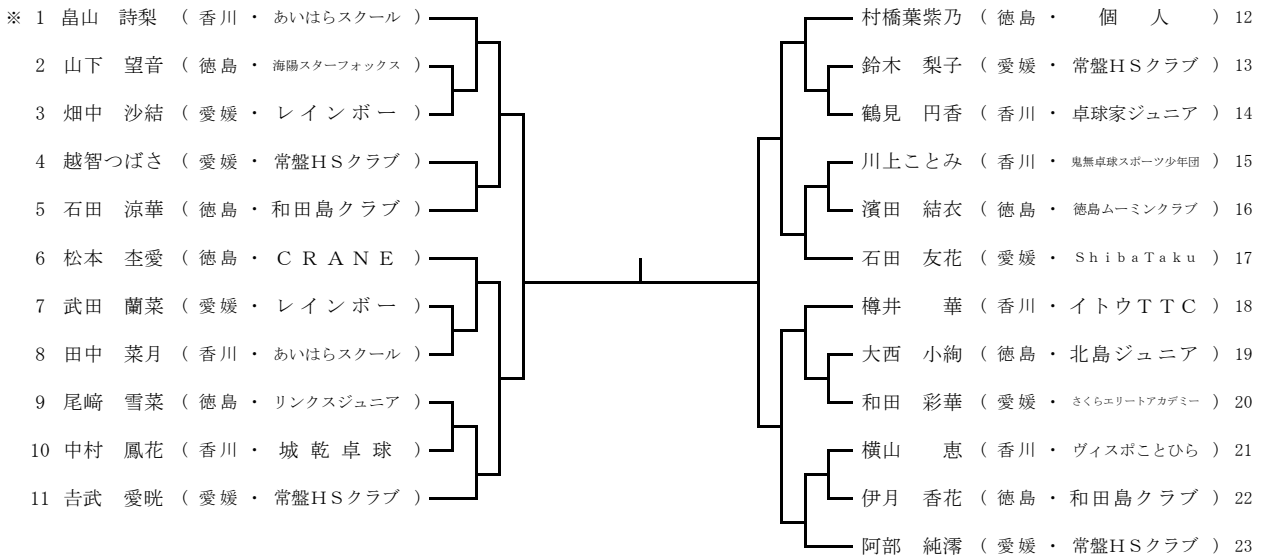 ※ 1 畠山 詩梨 ( 香川 ・ あいはらスクール )
2 山下 望音 ( 徳島 ・ 海陽スターフォックス )
3 畑中 沙結 ( 愛媛 ・ レインボー )
4 越智つばさ ( 愛媛 ・ 常盤HSクラブ )
5 石田 涼華 ( 徳島 ・ 和田島クラブ )
6 松本 杢愛 ( 徳島 ・ CRANE )
7 武田 蘭菜 ( 愛媛 ・ レインボー )
8 田中 菜月 ( 香川 ・ あいはらスクール )
9 尾﨑 雪菜 ( 徳島 ・ リンクスジュニア )
10 中村 鳳花 ( 香川 ・ 城乾卓球 )
11 𠮷武 愛晄 ( 愛媛 ・ 常盤HSクラブ )
村橋葉紫乃 ( 徳島 ・ 個人 ) 12
鈴木 梨子 ( 愛媛 ・ 常盤HSクラブ ) 13
鶴見 円香 ( 香川 ・ 卓球家ジュニア ) 14
川上ことみ ( 香川 ・ 鬼無卓球スポーツ少年団 ) 15
濱田 結衣 ( 徳島 ・ 徳島ムーミンクラブ ) 16
石田 友花 ( 愛媛 ・ ShibaTaku ) 17
樽井 華 ( 香川 ・ イトウTTC ) 18
大西 小絢 ( 徳島 ・ 北島ジュニア ) 19
和田 彩華 ( 愛媛 ・ さくらエリートアカデミー ) 20
横山 恵 ( 香川 ・ ヴィスポことひら ) 21
伊月 香花 ( 徳島 ・ 和田島クラブ ) 22
阿部 純澪 ( 愛媛 ・ 常盤HSクラブ ) 23